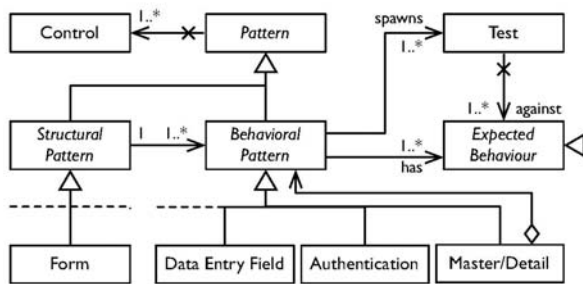 Control
1..*
Pattern
spawns
1..*
Test
1..*
against
Structural
Pattern
1
1..*
Behavioral
Pattern
1..*
has
Expected
Behaviour
Form
Data Entry Field
Authentication
Master/Detail